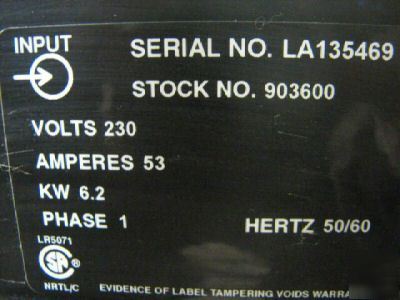 INPUT
SERIAL NO. LA135469
STOCK NO. 903600
VOLTS 230
AMPERES 53
KW 6.2
PHASE 1
HERTZ 50/60
LR5071
NRTL/C
EVIDENCE OF LABEL TAMPERING VOIDS